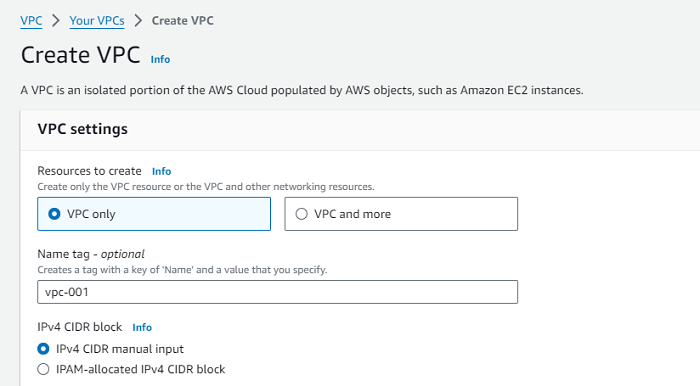 VPC > Your VPCs > Create VPC
Create VPC Info
A VPC is an isolated portion of the AWS Cloud populated by AWS objects, such as Amazon EC2 instances.
VPC settings
Resources to create Info
Create only the VPC resource or the VPC and other networking resources.
VPC only VPC and more
Name tag - optional
Creates a tag with a key of 'Name' and a value that you specify.
vpc-001
IPv4 CIDR block Info
IPv4 CIDR manual input
IPAM-allocated IPv4 CIDR block